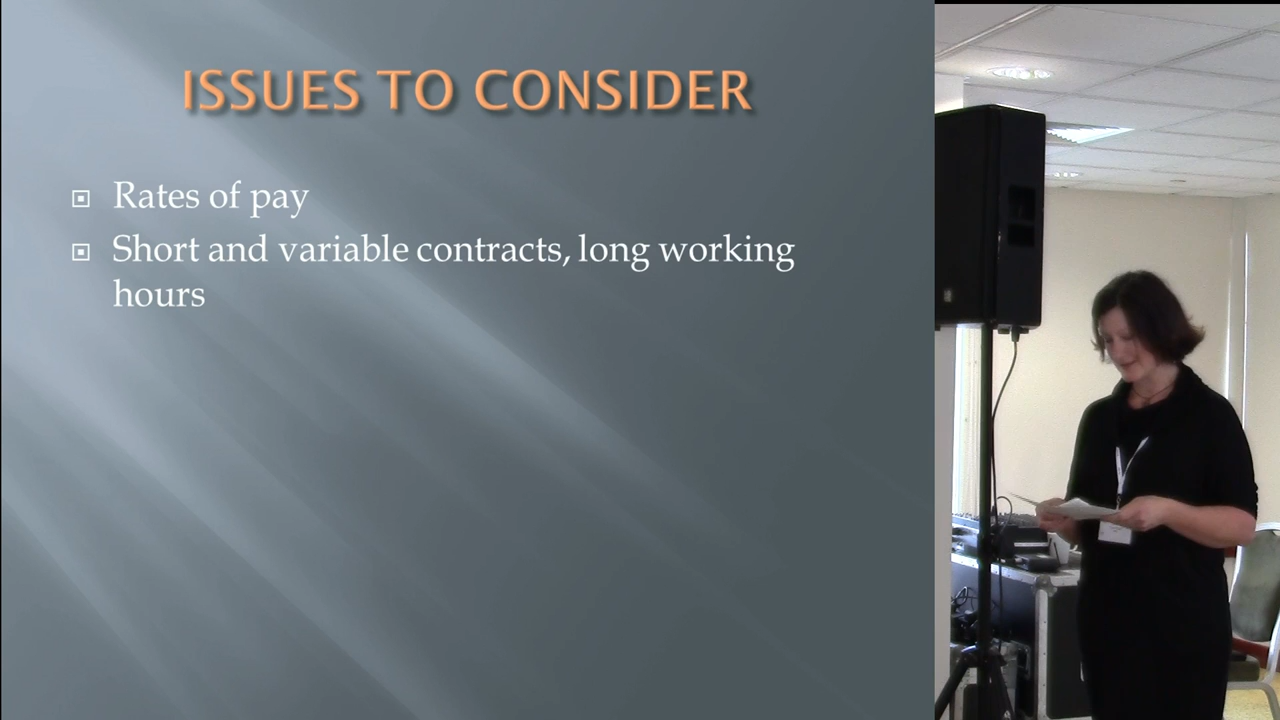 ISSUES TO CONSIDER
Rates of pay
Short and variable contracts, long working
hours